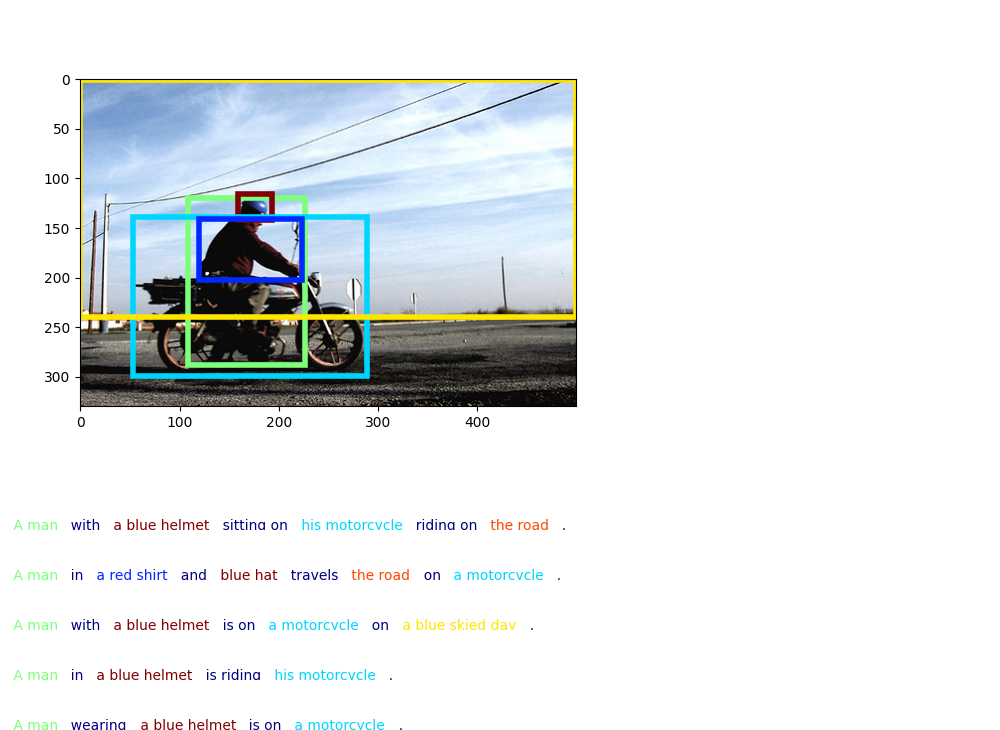 0
50
100
150
200
250
300
0 100 200 300 400
A man with a blue helmet sitting on his motorcycle riding on the road .
A man in a red shirt and blue hat travels the road on a motorcycle .
A man with a blue helmet is on a motorcycle on a blue skied day .
A man in a blue helmet is riding his motorcycle .
A man wearing a blue helmet is on a motorcycle .